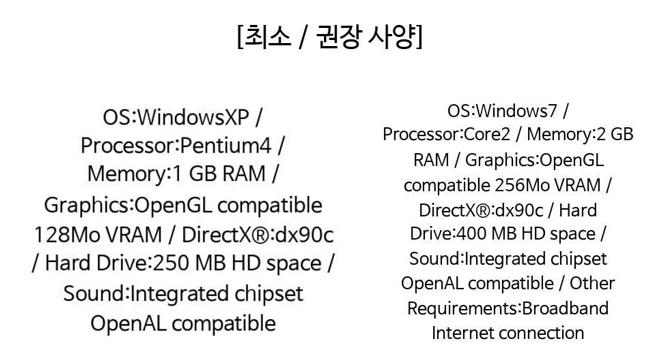 [최소 / 권장 사양]
OS:WindowsXP /
Processor:Pentium4 /
Memory:1 GB RAM /
Graphics:OpenGL compatible
128Mo VRAM / DirectX®:dx90c
/ Hard Drive:250 MB HD space /
Sound:Integrated chipset
OpenAL compatible
OS:Windows7 /
Processor:Core2 / Memory:2 GB
RAM / Graphics:OpenGL
compatible 256Mo VRAM /
DirectX®:dx90c / Hard
Drive:400 MB HD space /
Sound:Integrated chipset
OpenAL compatible / Other
Requirements:Broadband
Internet connection